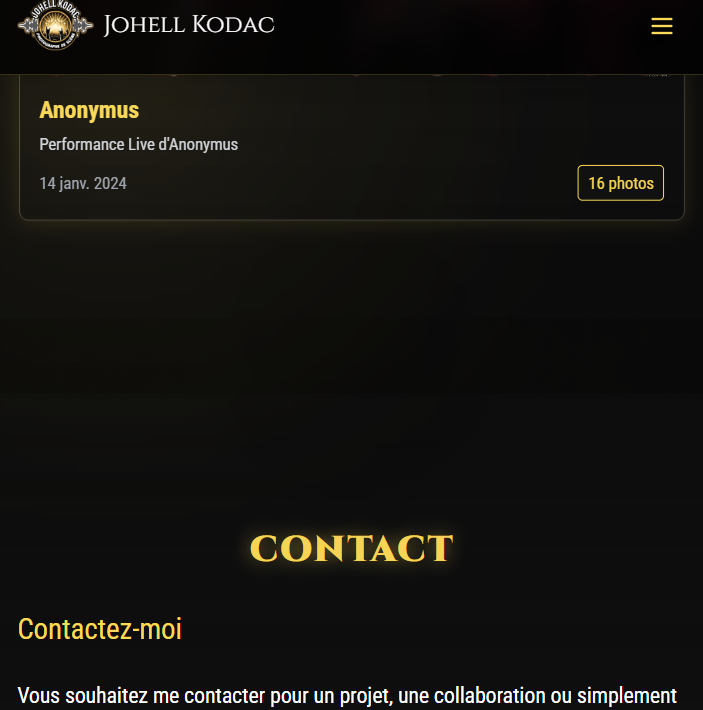 JOHELL KODAC
JOHELL KODAC
Anonymus
Performance Live d'Anonymus
14 janv. 2024
16 photos
CONTACT
Contactez-moi
Vous souhaitez me contacter pour un projet, une collaboration ou simplement